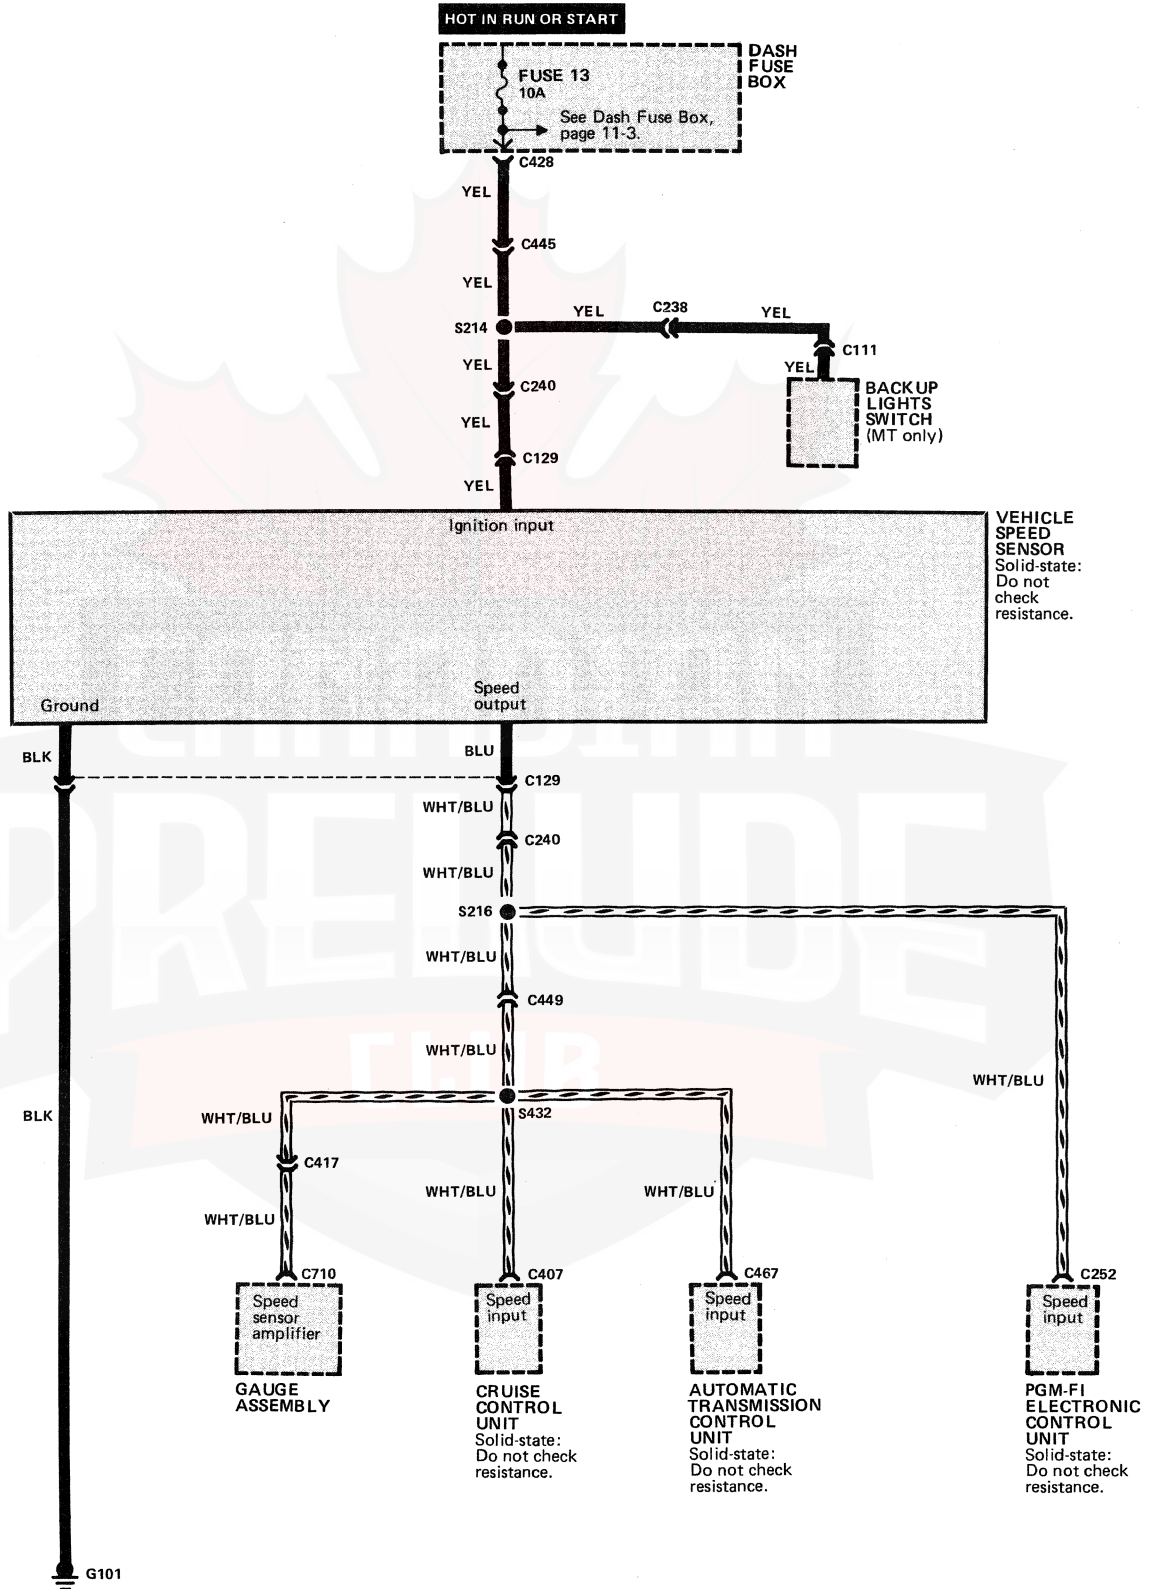 HOT IN RUN OR START
DASH
FUSE
BOX
FUSE 13
10A
See Dash Fuse Box,
page 11-3.
C428
YEL
C445
YEL
S214
YEL
C238
YEL
C111
YEL
BACKUP
LIGHTS
SWITCH
(MT only)
YEL
C240
YEL
C129
YEL
Ignition input
VEHICLE
SPEED
SENSOR
Solid-state:
Do not
check
resistance.
Ground
Speed
output
BLK
BLU
C129
WHT/BLU
C240
WHT/BLU
S216
WHT/BLU
C449
WHT/BLU
S432
WHT/BLU
WHT/BLU
BLK
C417
WHT/BLU
WHT/BLU
WHT/BLU
C710
C407
C467
C252
Speed
sensor
amplifier
GAUGE
ASSEMBLY
Speed
input
CRUISE
CONTROL
UNIT
Solid-state:
Do not check
resistance.
Speed
input
AUTOMATIC
TRANSMISSION
CONTROL
UNIT
Solid-state:
Do not check
resistance.
Speed
input
PGM-FI
ELECTRONIC
CONTROL
UNIT
Solid-state:
Do not check
resistance.
G101
CANADIAN
PRELUDE
CLUB